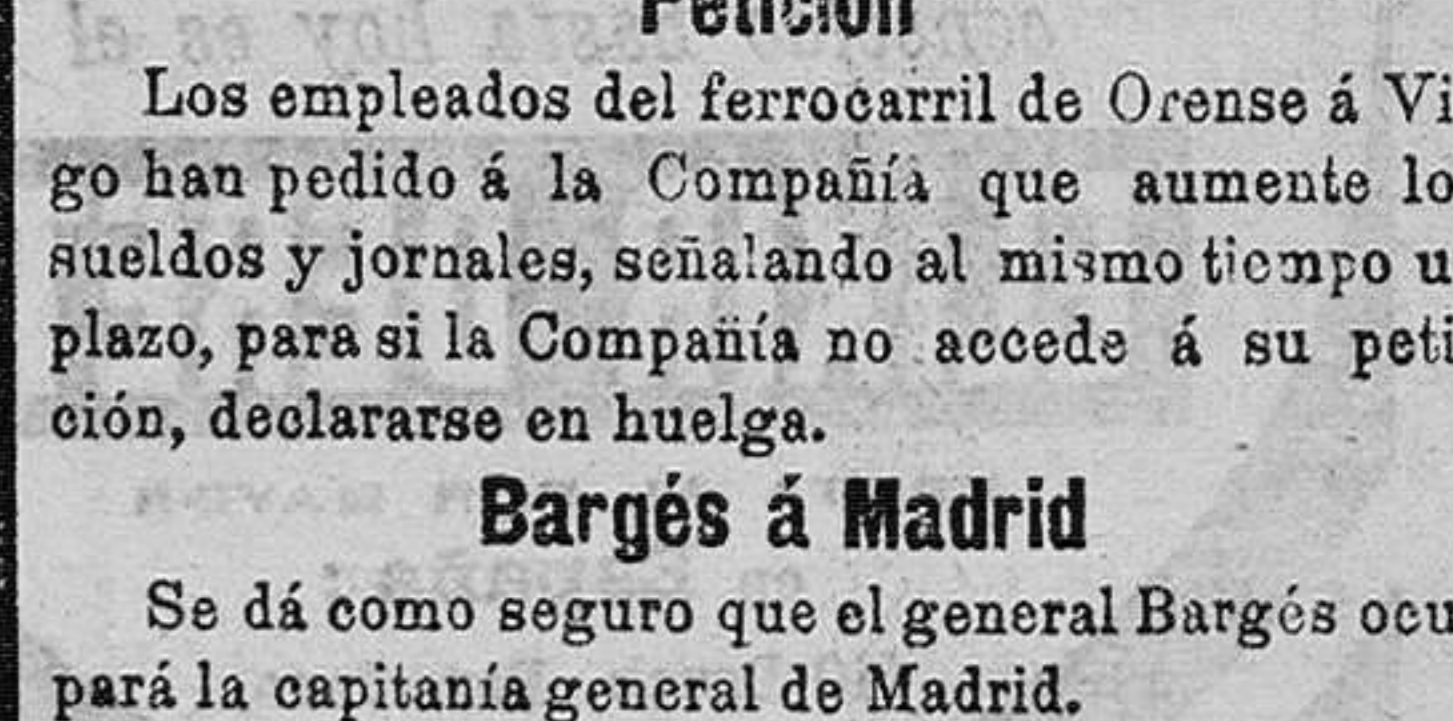 Petición
Los empleados del ferrocarril de Orense á Vi
go han pedido á la Compañía que aumente lo
sueldos y jornales, señalando al mismo tiempo u
plazo, para si la Compañía no accede á su peti
ción, declararse en huelga.
Bargés á Madrid
Se dá como seguro que el general Bargés ocu
pará la capitanía general de Madrid.